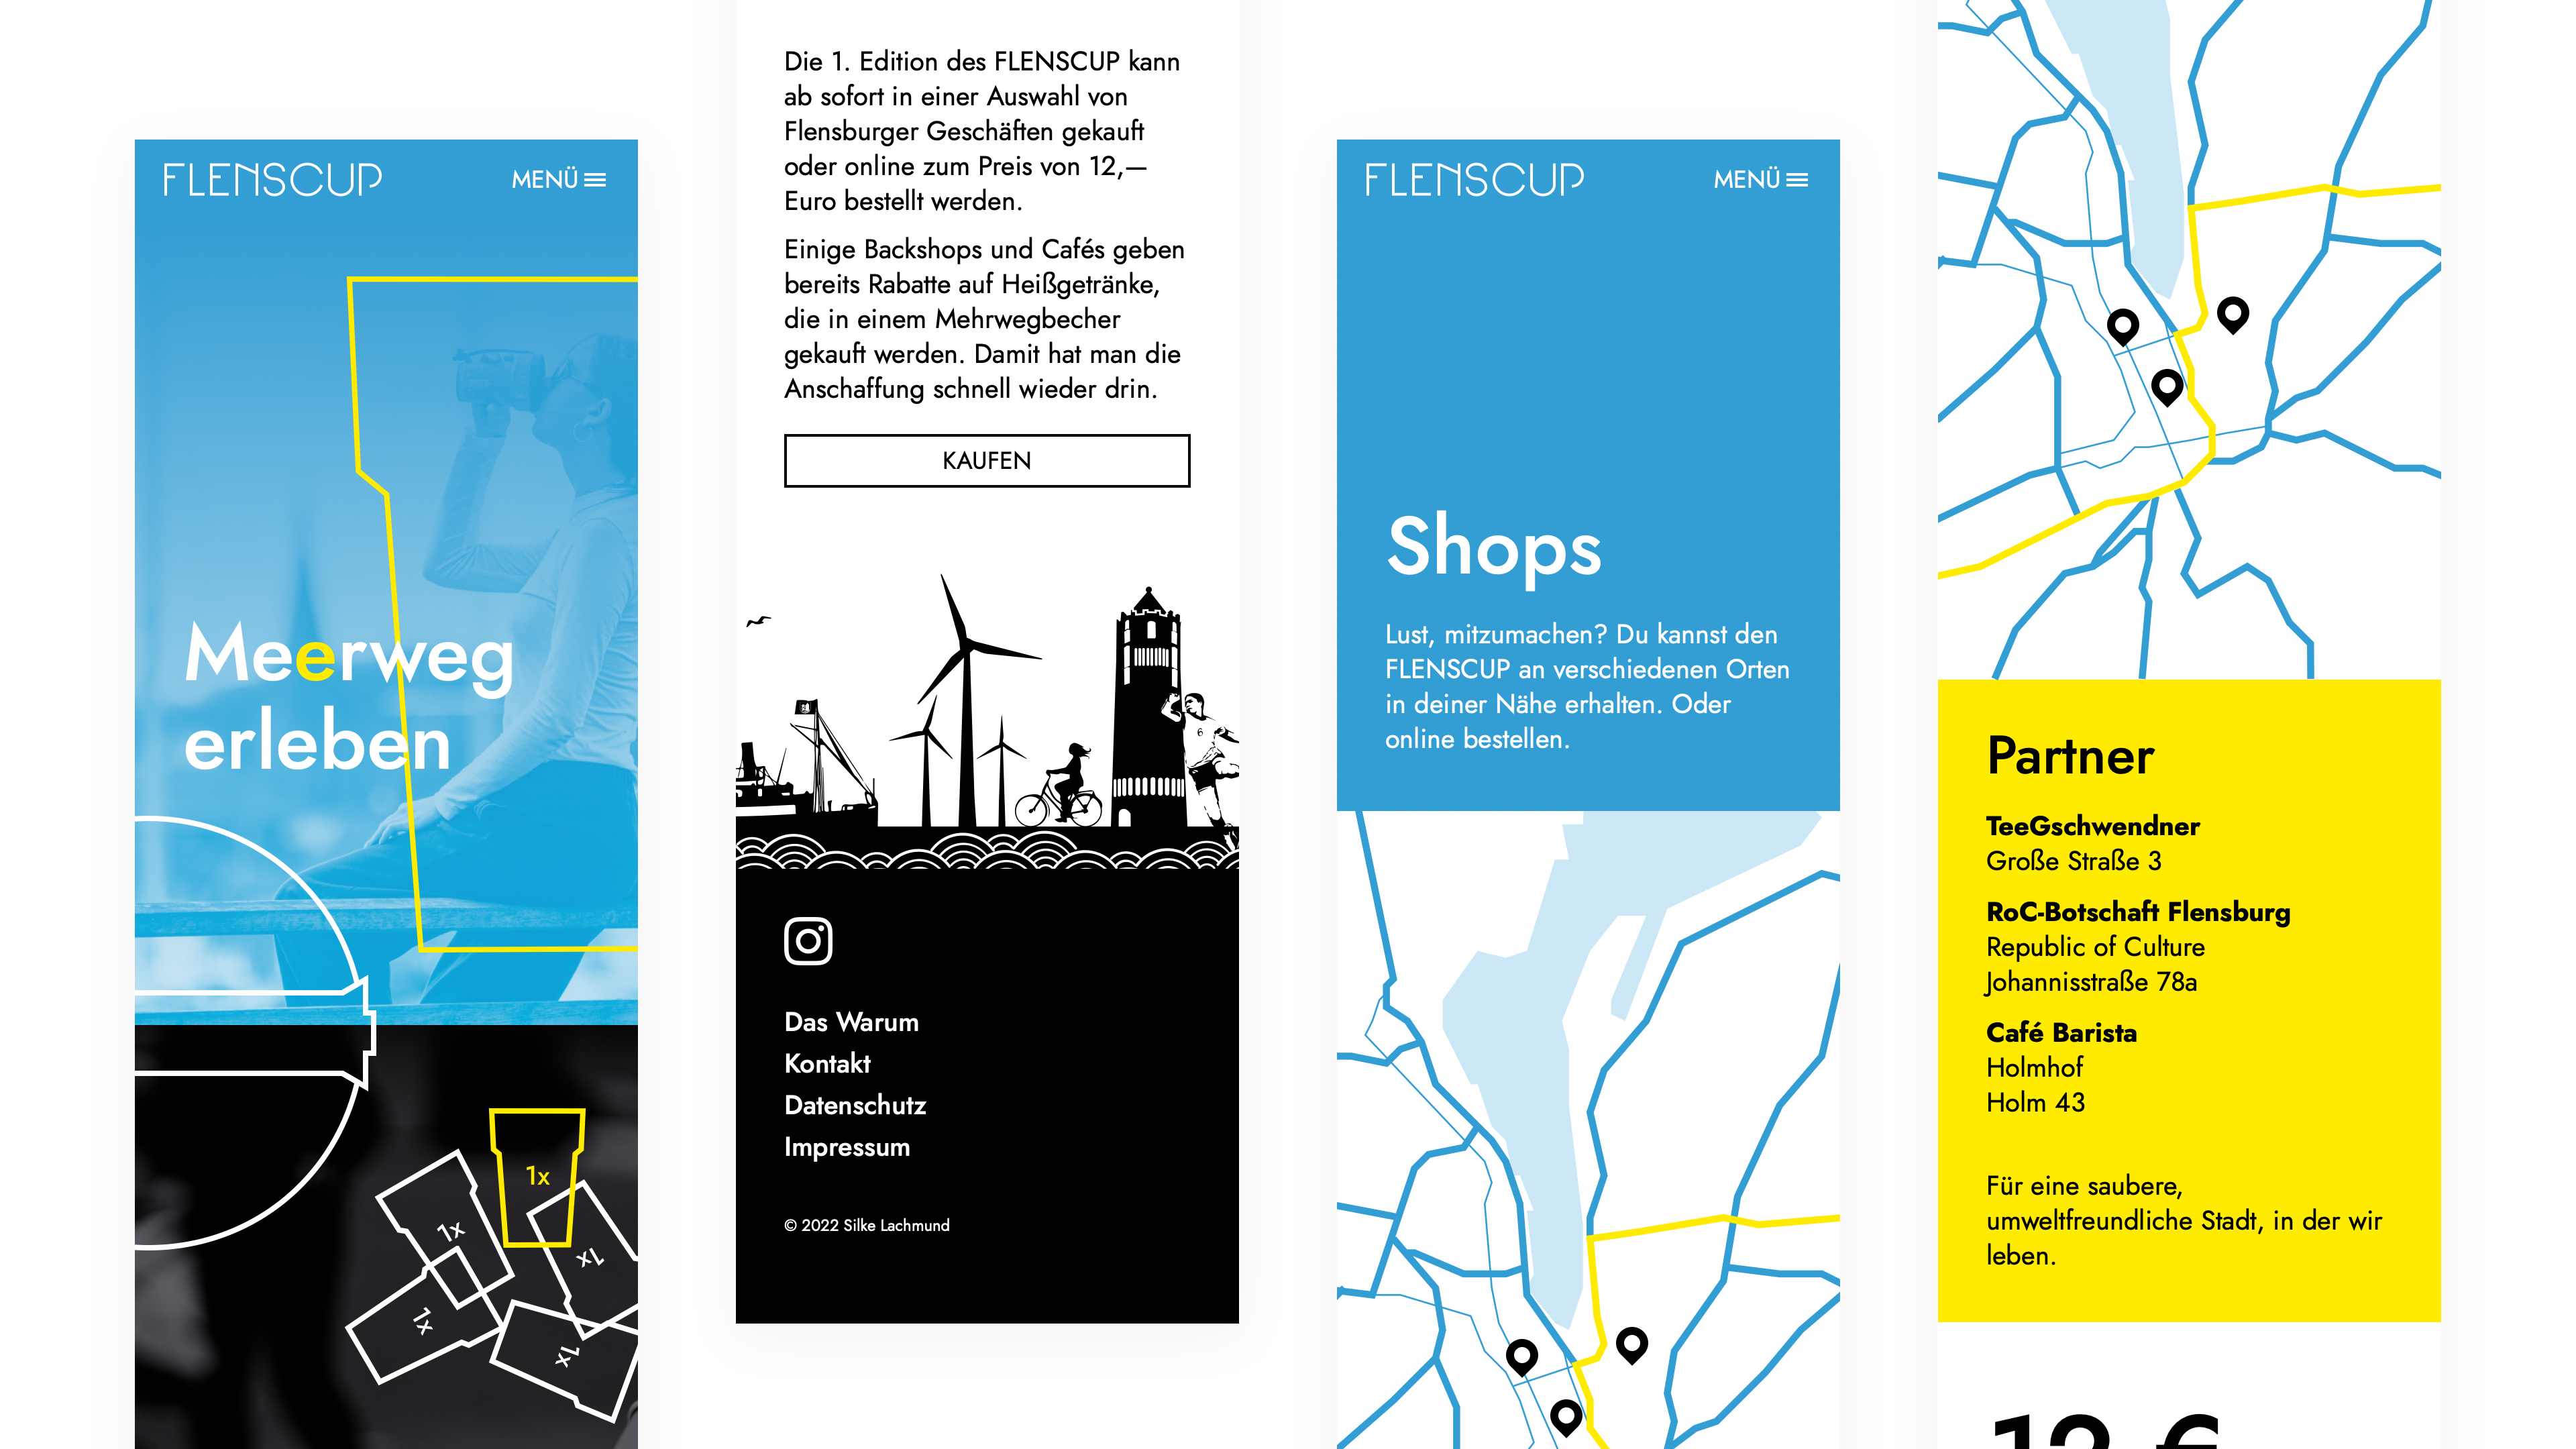 FLENSCUP
MENÜ
Meerweg
erleben
1x
1x
1x
1x
1x
Die 1. Edition des FLENSCUP kann
ab sofort in einer Auswahl von
Flensburger Geschäften gekauft
oder online zum Preis von 12,—
Euro bestellt werden.
Einige Backshops und Cafés geben
bereits Rabatte auf Heißgetränke,
die in einem Mehrwegbecher
gekauft werden. Damit hat man die
Anschaffung schnell wieder drin.
KAUFEN
6
Das Warum
Kontakt
Datenschutz
Impressum
© 2022 Silke Lachmund
FLENSCUP
MENÜ
Shops
Lust, mitzumachen? Du kannst den
FLENSCUP an verschiedenen Orten
in deiner Nähe erhalten. Oder
online bestellen.
Partner
TeeGschwendner
Große Straße 3
RoC-Botschaft Flensburg
Republic of Culture
Johannisstraße 78a
Café Barista
Holmhof
Holm 43
Für eine saubere,
umweltfreundliche Stadt, in der wir
leben.
12 €